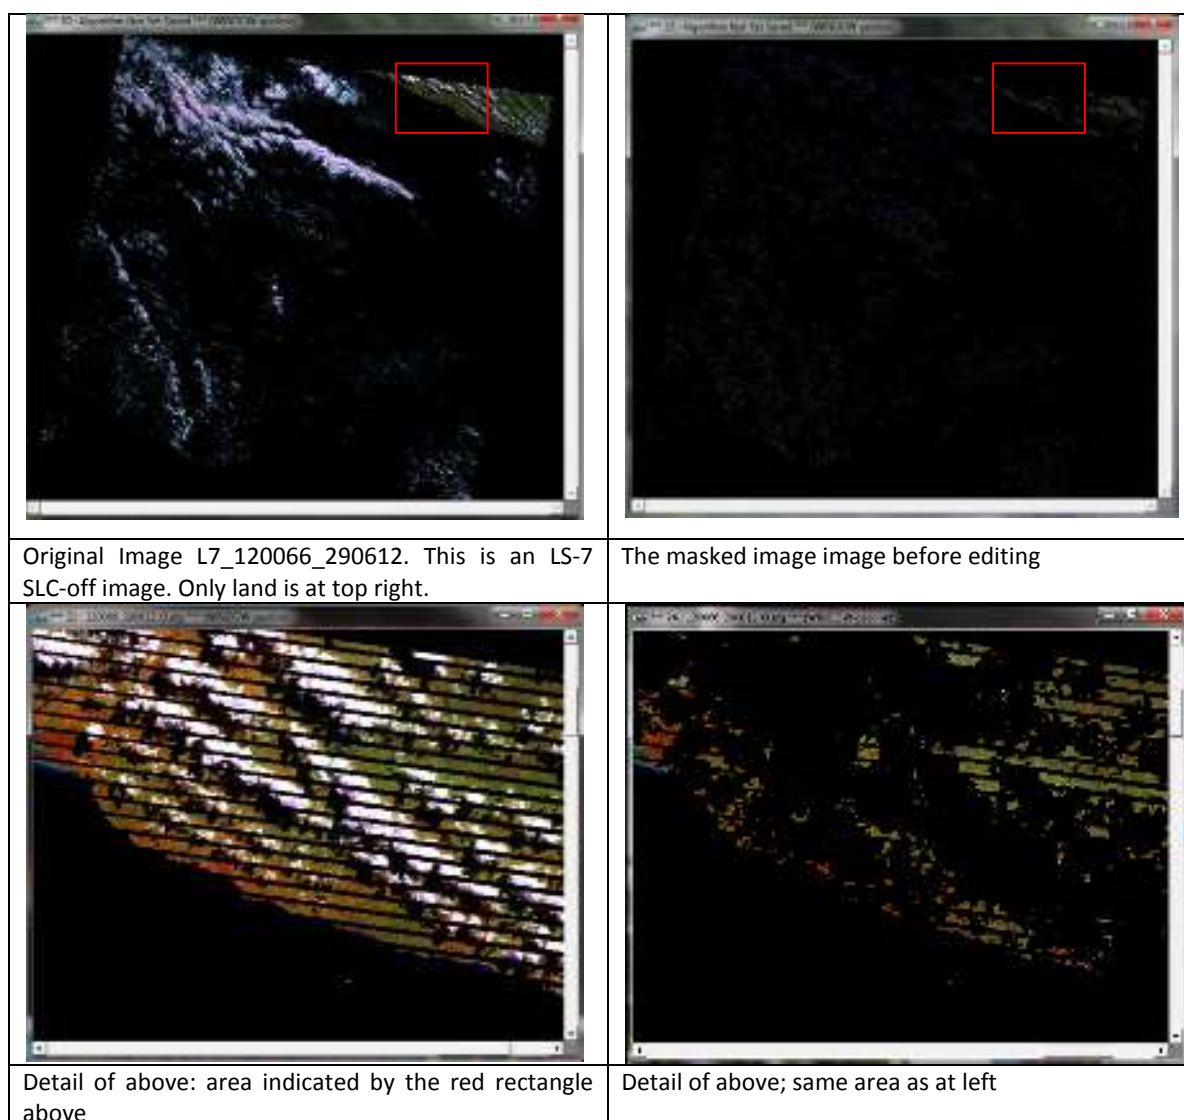 Original Image L7_120066_290612. This is an LS-7
SLC-off image. Only land is at top right.
The masked image image before editing
Detail of above: area indicated by the red rectangle
above
Detail of above; same area as at left